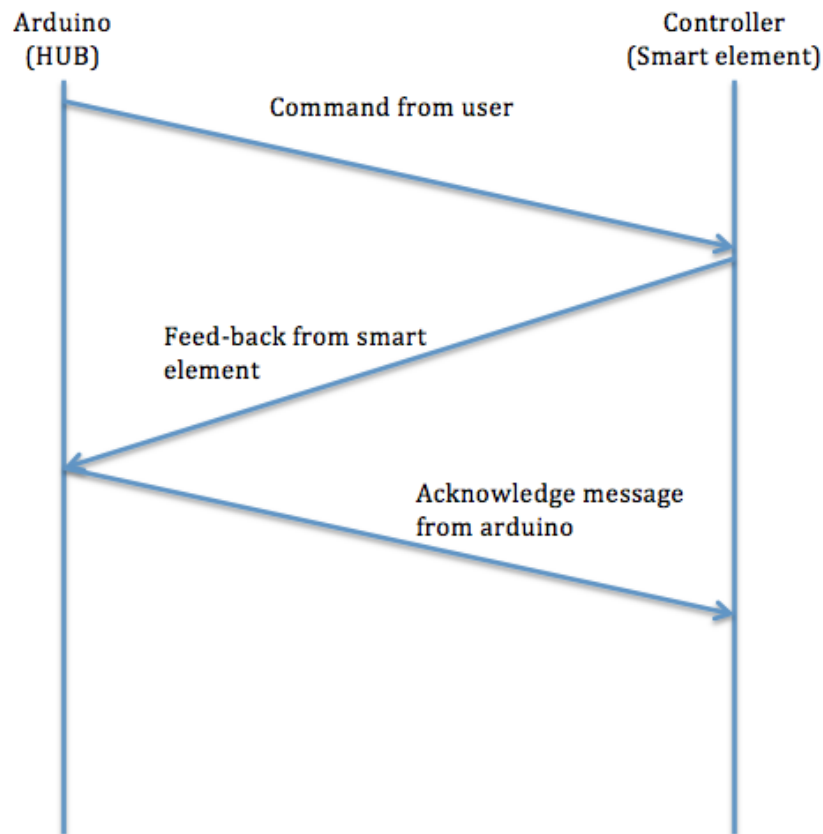 Arduino
(HUB)
Controller
(Smart element)
Command from user
Feed-back from smart
element
Acknowledge message
from arduino